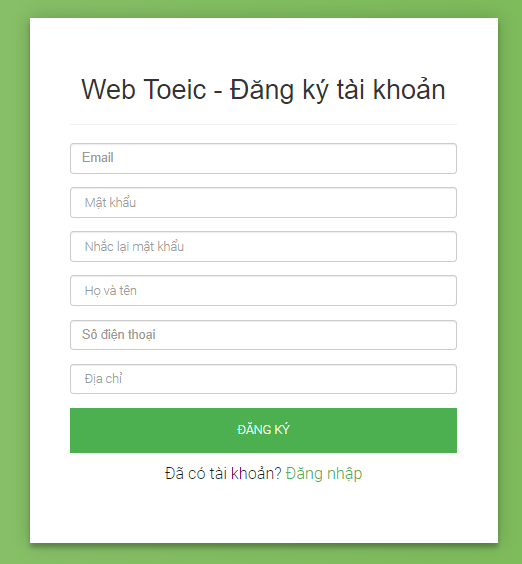 Web Toeic - Đăng ký tài khoản
Email
Mật khẩu
Nhắc lại mật khẩu
Họ và tên
Số điện thoại
Địa chỉ
ĐĂNG KÝ
Đã có tài khoản? Đăng nhập